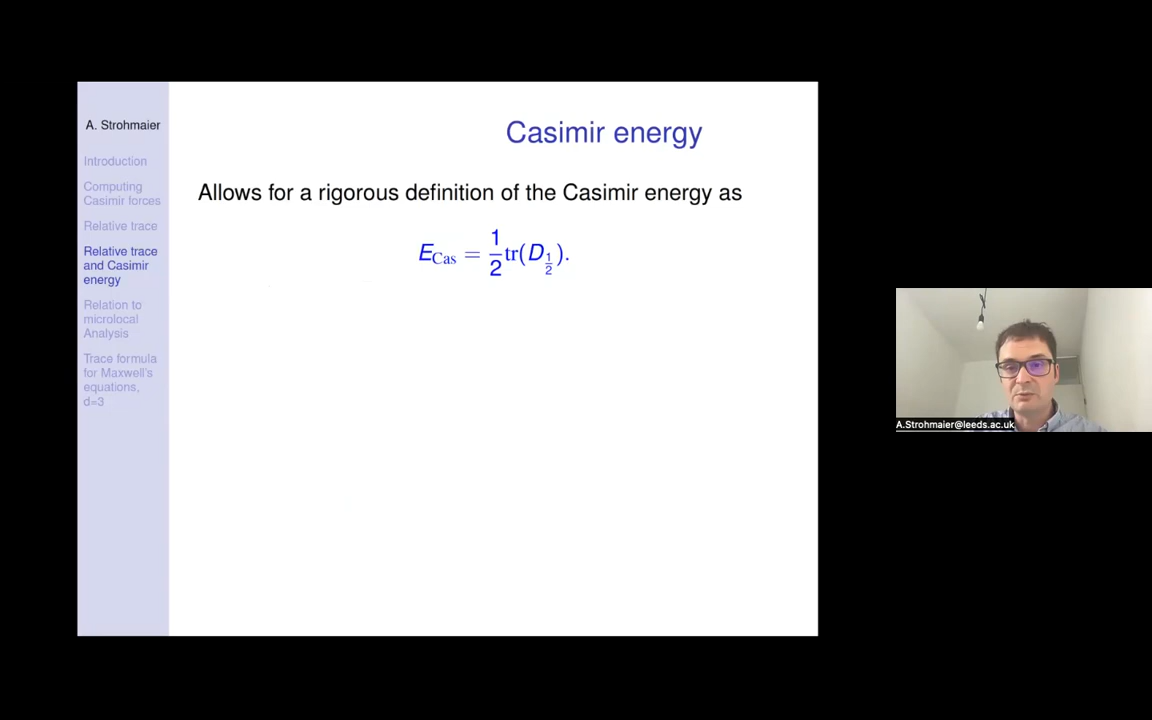 A. Strohmaier
Introduction
Computing
Casimir forces
Relative trace
Relative trace
and Casimir
energy
Relation to
microlocal
Analysis
Trace formula
for Maxwell's
equations,
d=3
Casimir energy
Allows for a rigorous definition of the Casimir energy as
E_Cas = 1/2 tr(D_{1/2}).
A.Strohmaier@leeds.ac.uk